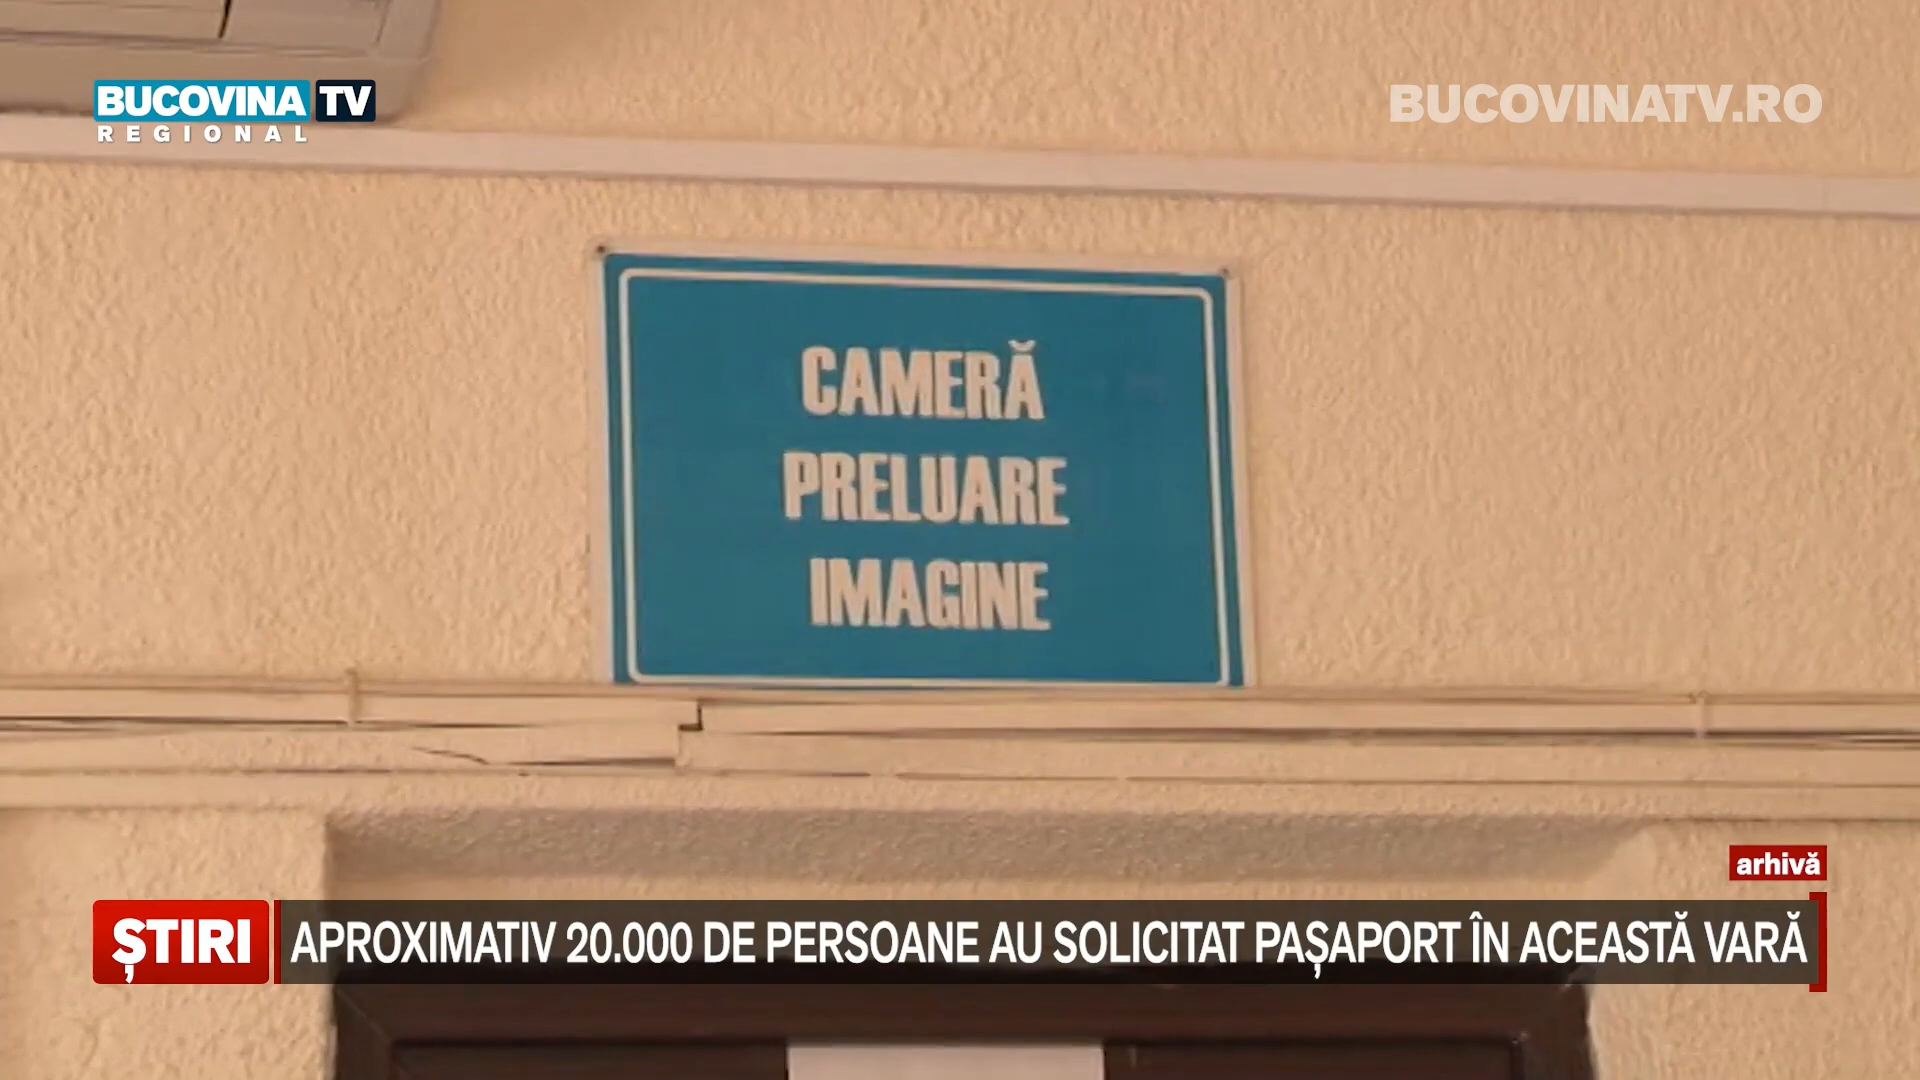 BUCOVINA TV
REGIONAL
BUCOVINATV.RO
CAMERĂ
PRELUARE
IMAGINE
arhivă
ȘTIRI
APROXIMATIV 20.000 DE PERSOANE AU SOLICITAT PAȘAPORT ÎN ACEASTĂ VARĂ